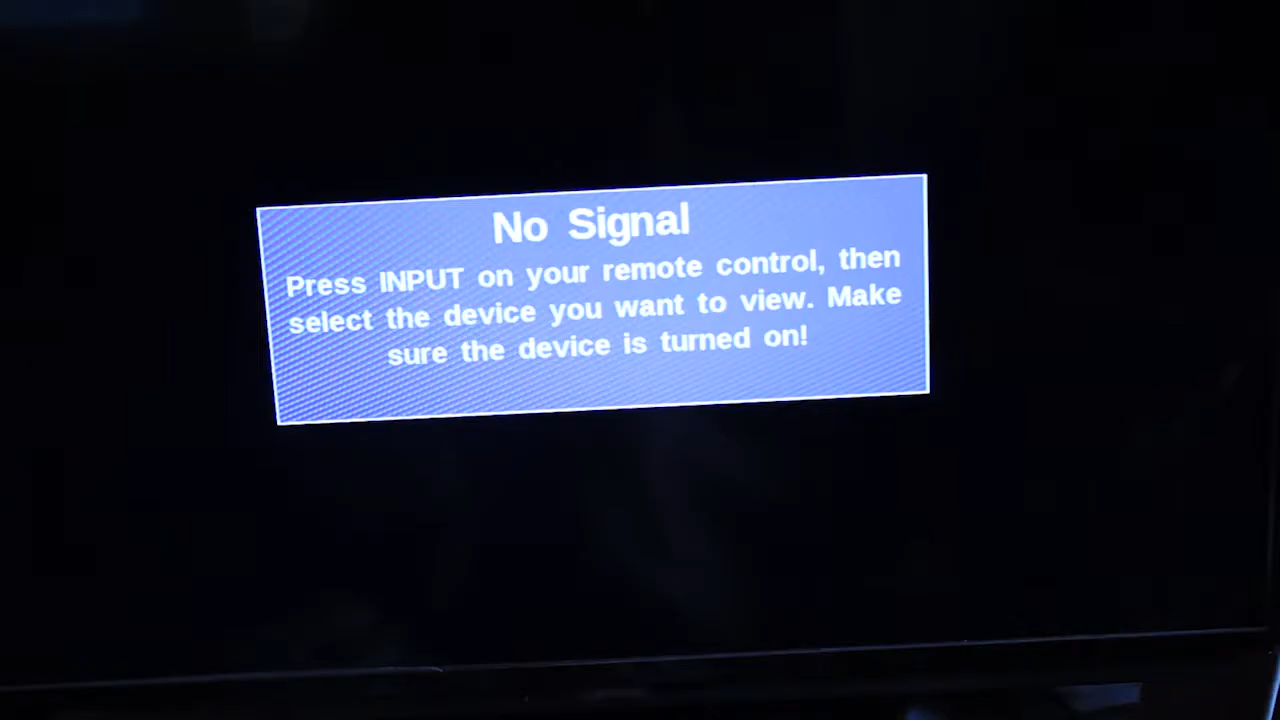 No Signal
Press INPUT on your remote control, then
select the device you want to view. Make
sure the device is turned on!